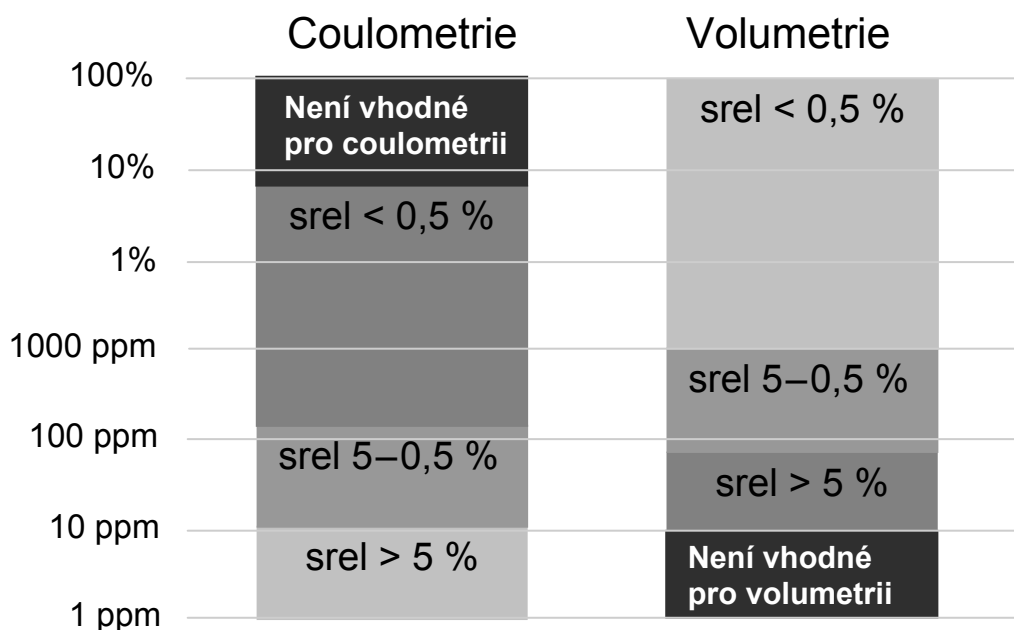 Coulometrie
Volumetrie
100%
10%
1%
1000 ppm
100 ppm
10 ppm
1 ppm
Není vhodné
pro coulometrii
srel < 0,5 %
srel 5–0,5 %
srel > 5 %
srel < 0,5 %
srel 5–0,5 %
srel > 5 %
Není vhodné
pro volumetrii